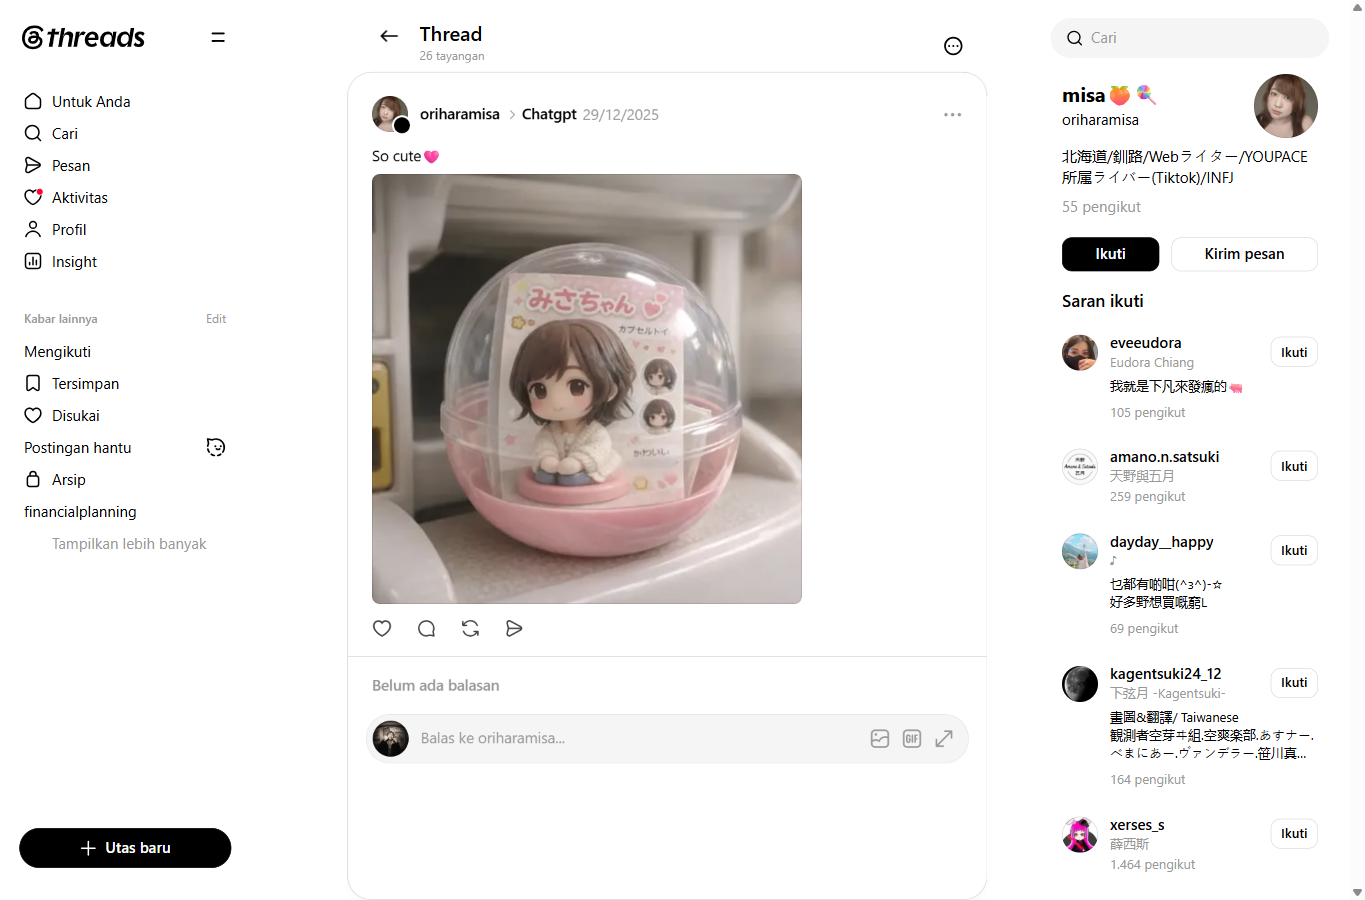 threads
Untuk Anda
Cari
Pesan
Aktivitas
Profil
Insight
Kabar lainnya
Edit
Mengikuti
Tersimpan
Disukai
Postingan hantu
Arsip
financialplanning
Tampilkan lebih banyak
Utas baru
Thread
26 tayangan
oriharamisa > Chatgpt 29/12/2025
So cute💗
みさちゃん
カプセルトイ
かわいい
Belum ada balasan
Balas ke oriharamisa...
GIF
Cari
misa🍑🍭
oriharamisa
北海道/釧路/Webライター/YOUPACE
所属ライバー(Tiktok)/INFJ
55 pengikut
Ikuti
Kirim pesan
Saran ikuti
eveeudora
Ikuti
Eudora Chiang
我就是下凡來發瘋的
105 pengikut
amano.n.satsuki
Ikuti
天野與五月
259 pengikut
dayday__happy
Ikuti
♪
乜都有啲咁(^з^)-☆
好多野想買嘅窮L
69 pengikut
kagentsuki24_12
Ikuti
下弦月 -Kagentsuki-
畫圖&翻譯/ Taiwanese
観測者空芽ヰ組.空爽楽部.あすナー.
べまにあー.ヴァンデラー.笹川真...
164 pengikut
xerses_s
Ikuti
薛西斯
1.464 pengikut